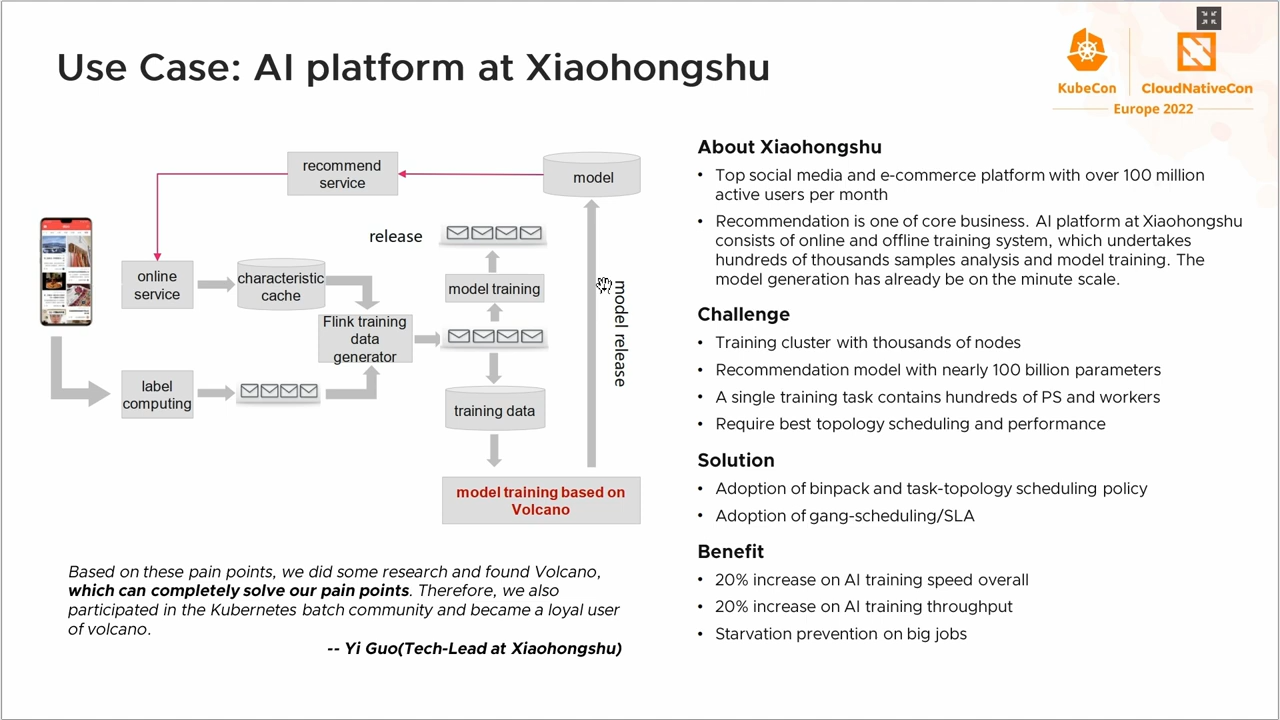 Use Case: AI platform at Xiaohongshu
KubeCon
CloudNativeCon
Europe 2022
recommend
service
model
release
online
service
characteristic
cache
model training
model release
Flink training
data
generator
label
computing
training data
model training based on
Volcano
Based on these pain points, we did some research and found Volcano,
which can completely solve our pain points. Therefore, we also
participated in the Kubernetes batch community and became a loyal user
of volcano.
-- Yi Guo(Tech-Lead at Xiaohongshu)
About Xiaohongshu
• Top social media and e-commerce platform with over 100 million
active users per month
• Recommendation is one of core business. AI platform at Xiaohongshu
consists of online and offline training system, which undertakes
hundreds of thousands samples analysis and model training. The
model generation has already be on the minute scale.
Challenge
• Training cluster with thousands of nodes
• Recommendation model with nearly 100 billion parameters
• A single training task contains hundreds of PS and workers
• Require best topology scheduling and performance
Solution
• Adoption of binpack and task-topology scheduling policy
• Adoption of gang-scheduling/SLA
Benefit
• 20% increase on AI training speed overall
• 20% increase on AI training throughput
• Starvation prevention on big jobs